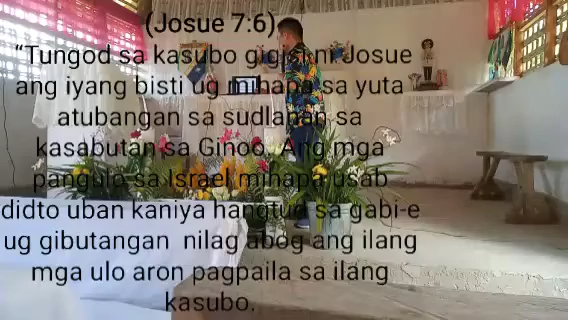 (Josue 7:6)
"Tungod sa kasubo gigisi ni Josue
ang iyang bisti ug mihapa sa yuta
atubangan sa sudlanan sa
kasabutan sa Ginoo. Ang mga
pangulo sa Israel mihapa usab
didto uban kaniya hangtud sa gabi-e
ug gibutangan nilag abog ang ilang
mga ulo aron pagpaila sa ilang
kasubo.